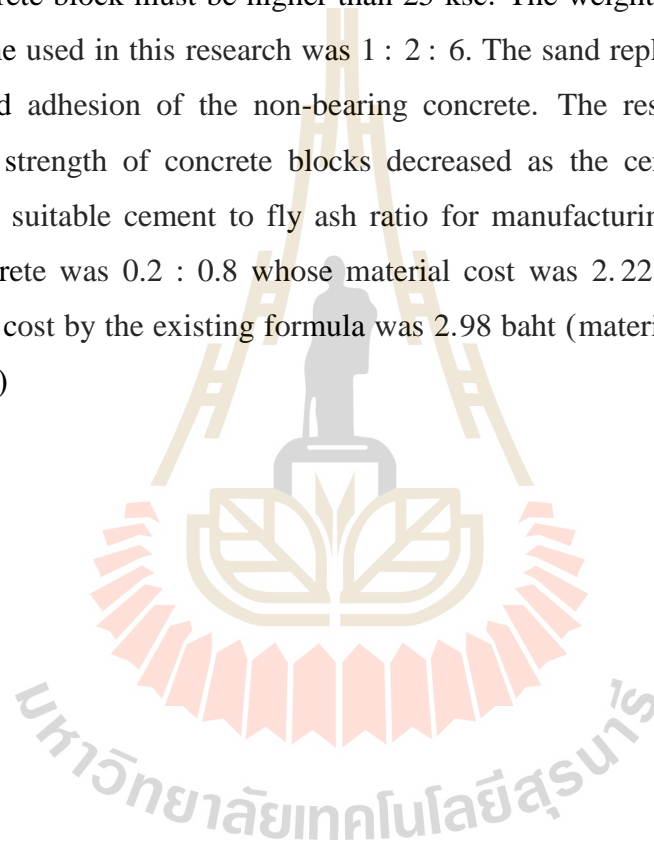 rete block must be higher than 25 ksc. The weight
e used in this research was 1 : 2 : 6. The sand repl
d adhesion of the non-bearing concrete. The res
strength of concrete blocks decreased as the ce
suitable cement to fly ash ratio for manufacturin
crete was 0.2 : 0.8 whose material cost was 2.22
cost by the existing formula was 2.98 baht (materi
)
มหาวิทยาลัยเทคโนโลยีสุรนารี